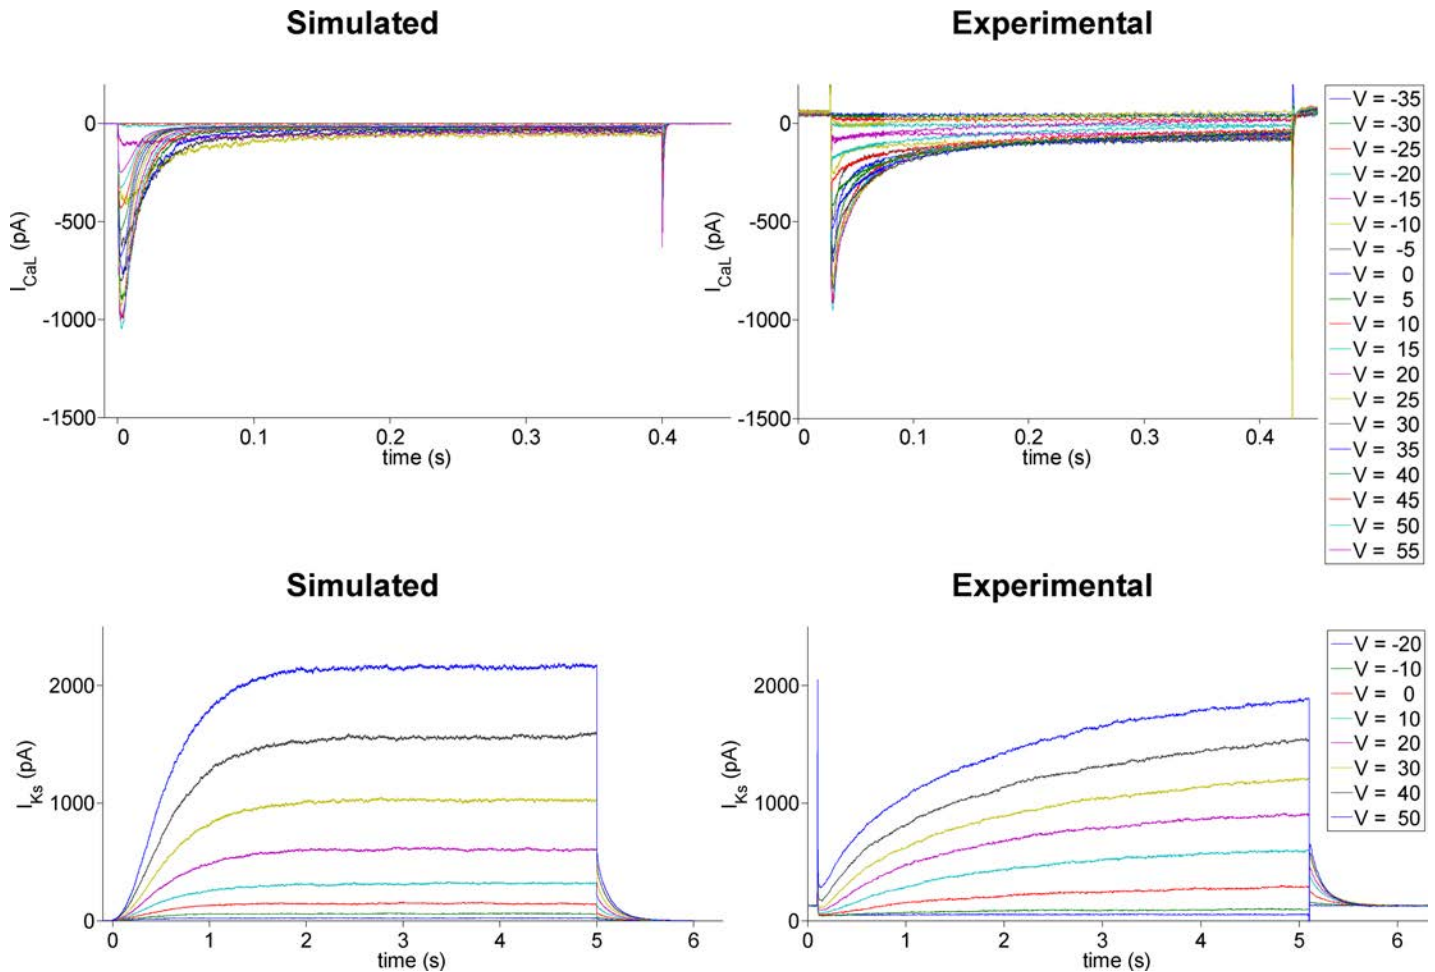 Simulated
Experimental
0
-500
-1000
-1500
I_CaL (pA)
0
0.1
0.2
0.3
0.4
time (s)
0
-500
-1000
-1500
I_CaL (pA)
0
0.1
0.2
0.3
0.4
time (s)
V = -35
V = -30
V = -25
V = -20
V = -15
V = -10
V = -5
V = 0
V = 5
V = 10
V = 15
V = 20
V = 25
V = 30
V = 35
V = 40
V = 45
V = 50
V = 55
Simulated
Experimental
2000
1000
0
I_Ks (pA)
0
1
2
3
4
5
6
time (s)
2000
1000
0
I_Ks (pA)
0
1
2
3
4
5
6
time (s)
V = -20
V = -10
V = 0
V = 10
V = 20
V = 30
V = 40
V = 50